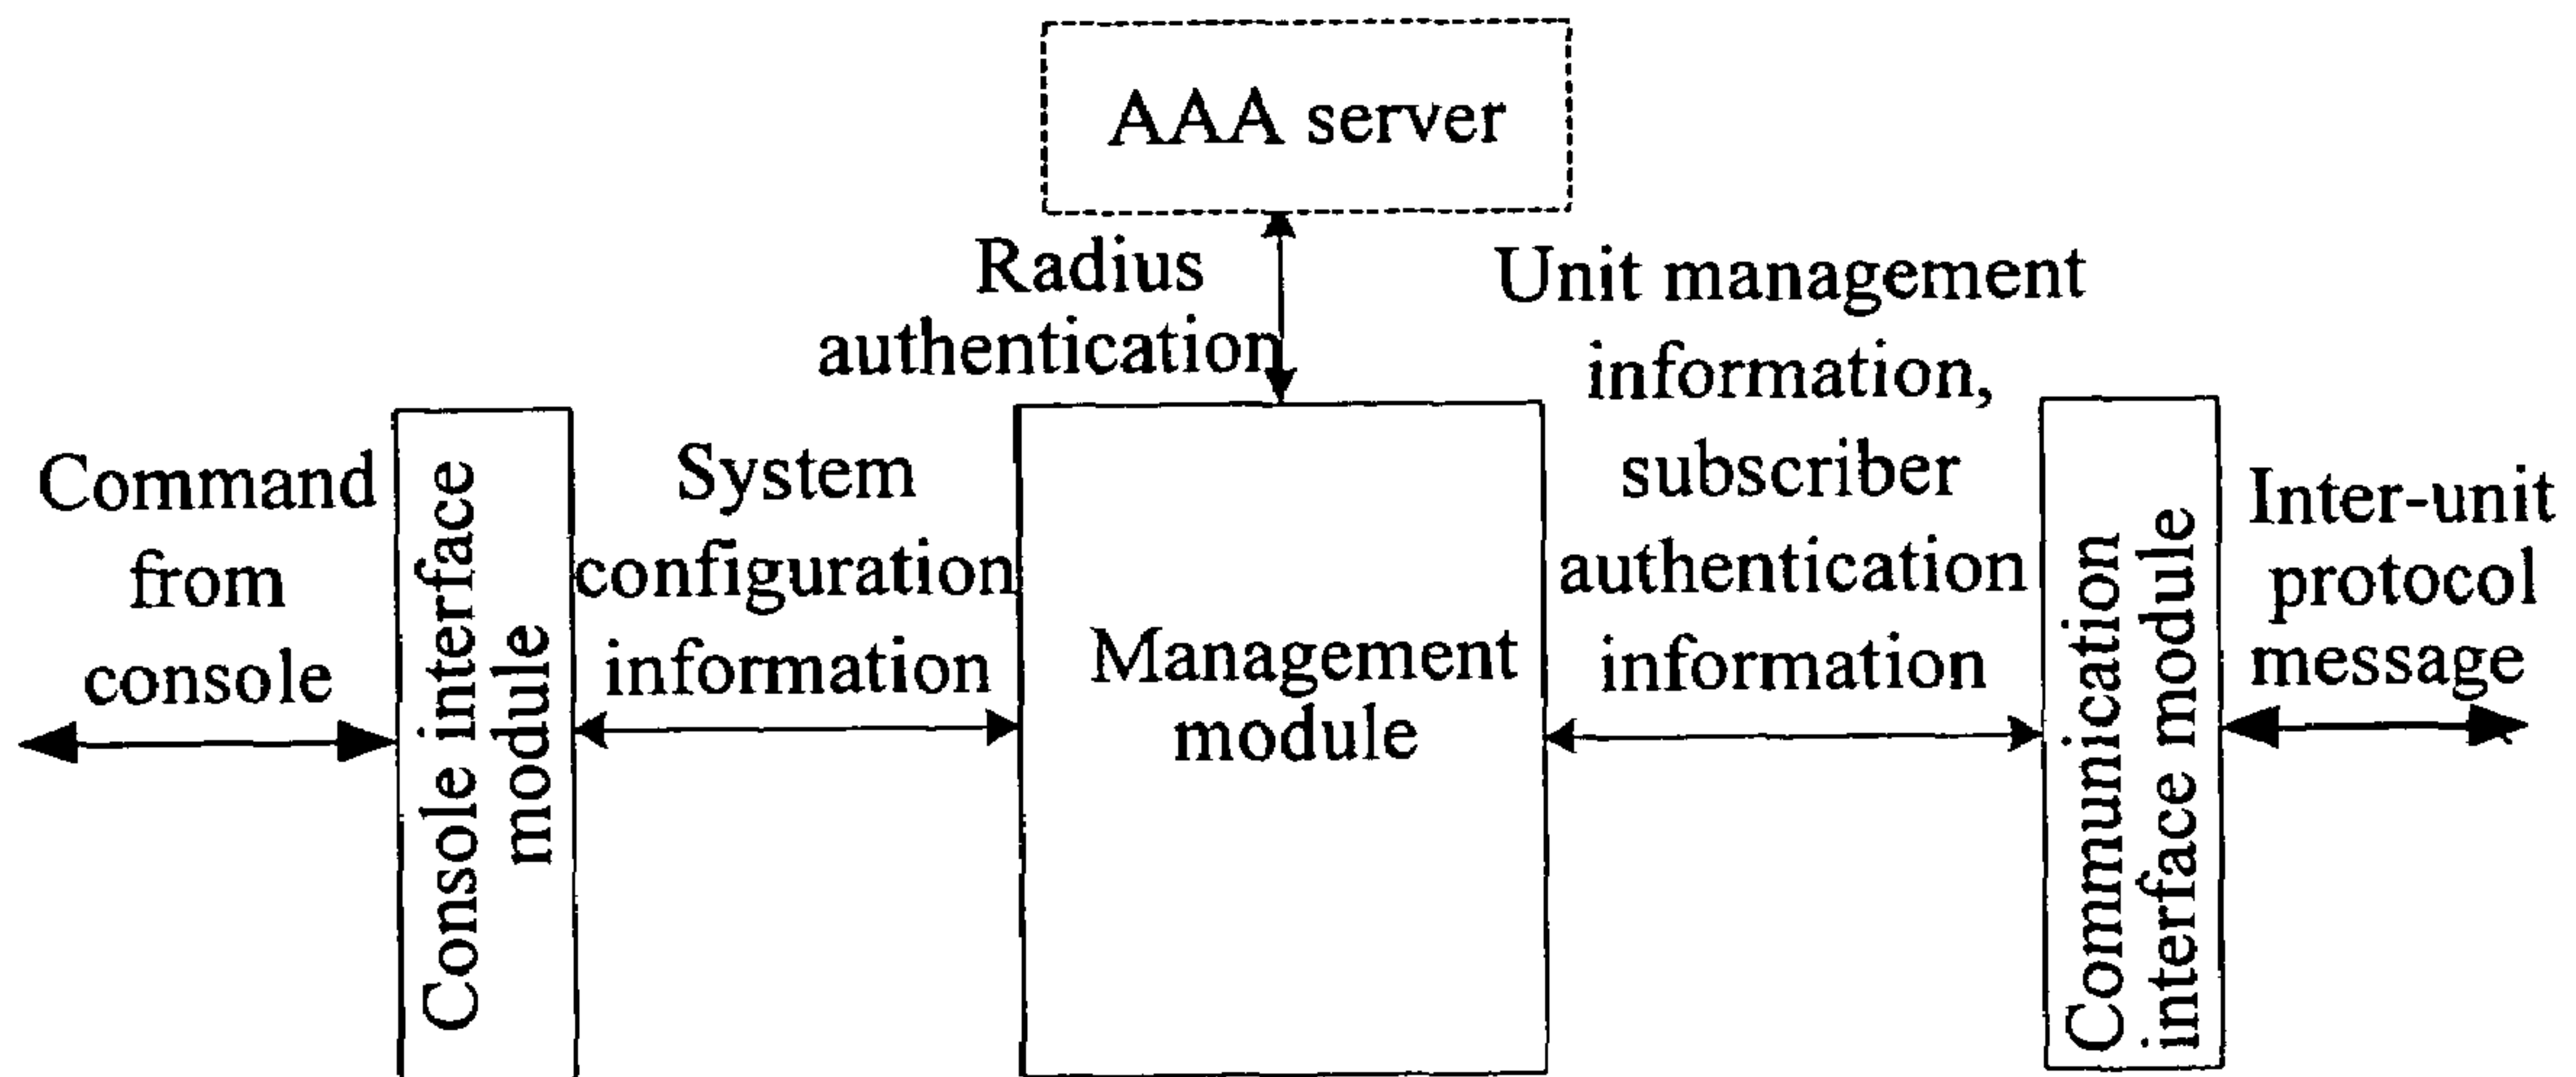 AAA server
Radius
authentication
Unit management
information,
subscriber
authentication
information
Command
from
console
Console interface
module
System
configuration
information
Management
module
Communication
interface module
Inter-unit
protocol
message